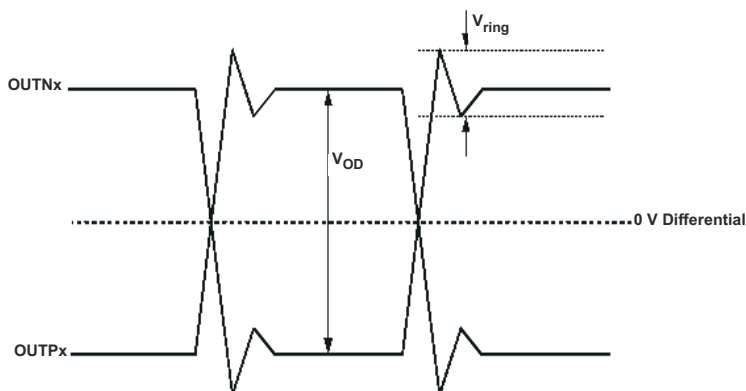 Vring
OUTNx
VOD
0 V Differential
OUTPx